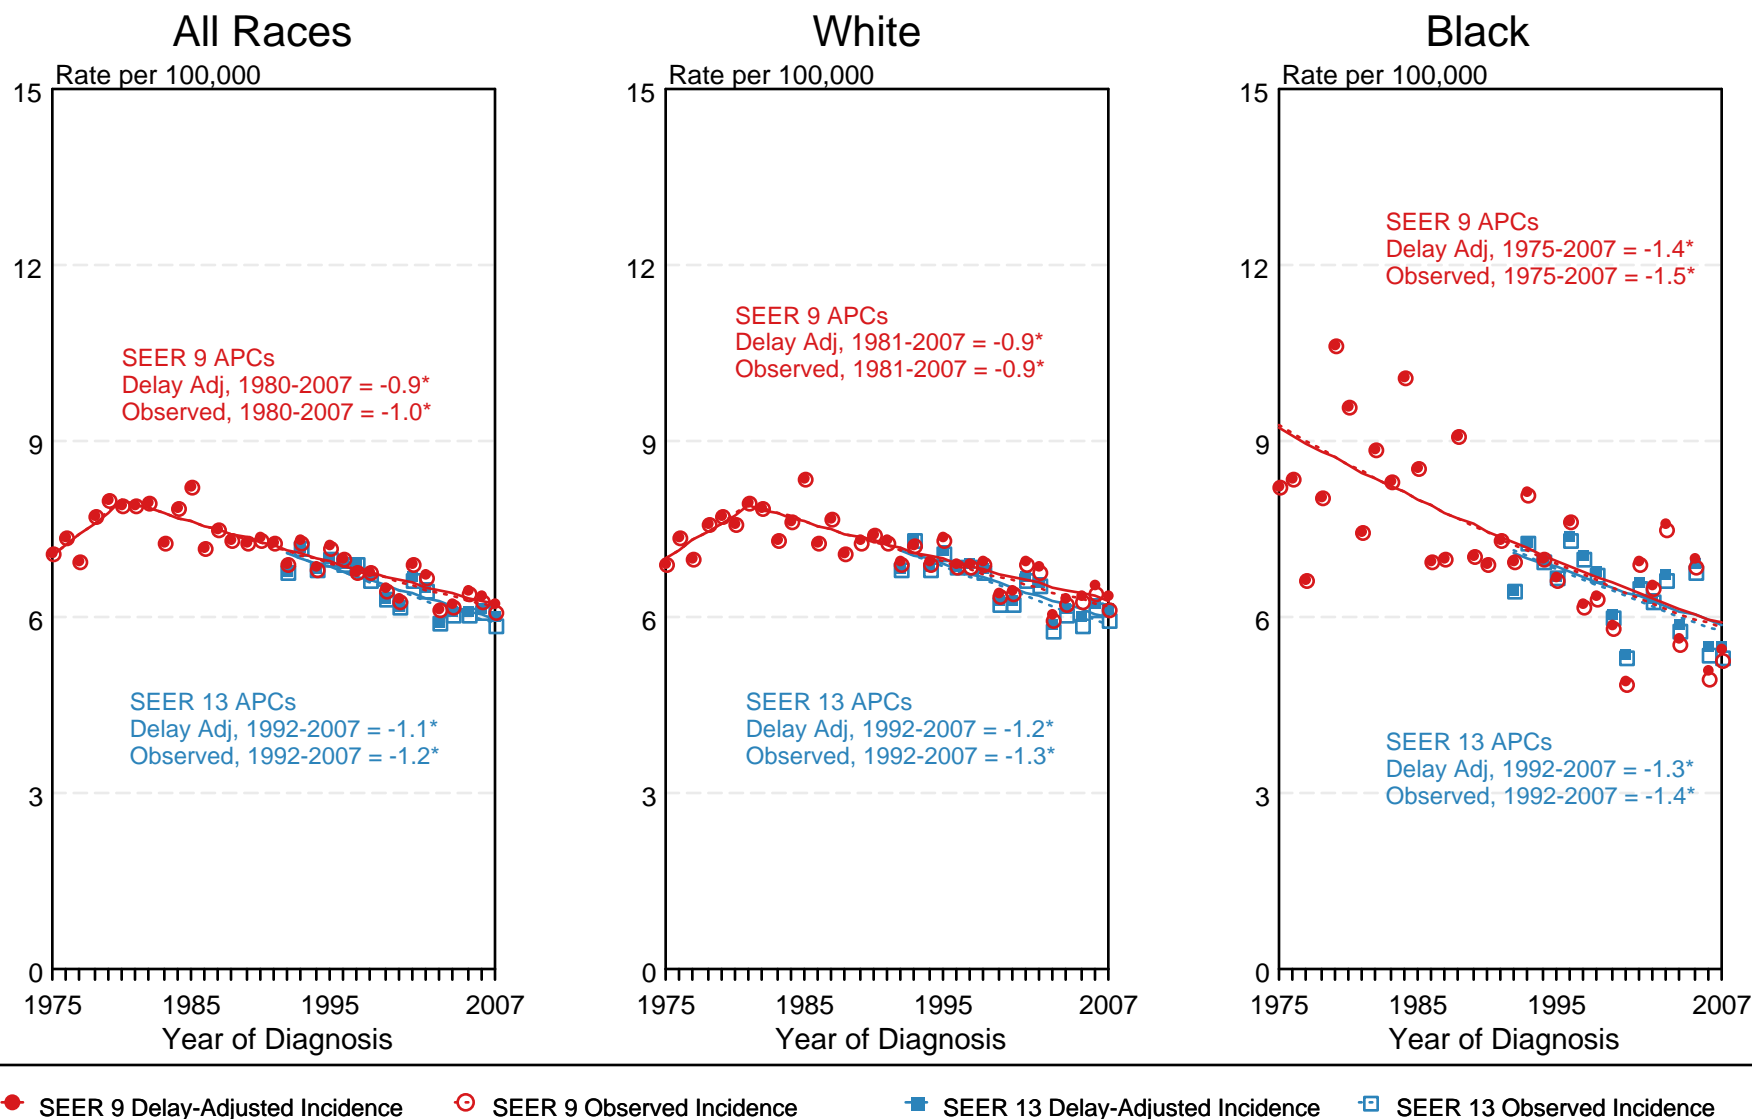 All Races
Rate per 100,000
15
12
9
6
3
0
SEER 9 APCs
Delay Adj, 1980-2007 = -0.9*
Observed, 1980-2007 = -1.0*
SEER 13 APCs
Delay Adj, 1992-2007 = -1.1*
Observed, 1992-2007 = -1.2*
1975 1985 1995 2007
Year of Diagnosis
White
Rate per 100,000
15
12
9
6
3
0
SEER 9 APCs
Delay Adj, 1981-2007 = -0.9*
Observed, 1981-2007 = -0.9*
SEER 13 APCs
Delay Adj, 1992-2007 = -1.2*
Observed, 1992-2007 = -1.3*
1975 1985 1995 2007
Year of Diagnosis
Black
Rate per 100,000
15
12
9
6
3
0
SEER 9 APCs
Delay Adj, 1975-2007 = -1.4*
Observed, 1975-2007 = -1.5*
SEER 13 APCs
Delay Adj, 1992-2007 = -1.3*
Observed, 1992-2007 = -1.4*
1975 1985 1995 2007
Year of Diagnosis
SEER 9 Delay-Adjusted Incidence SEER 9 Observed Incidence SEER 13 Delay-Adjusted Incidence SEER 13 Observed Incidence